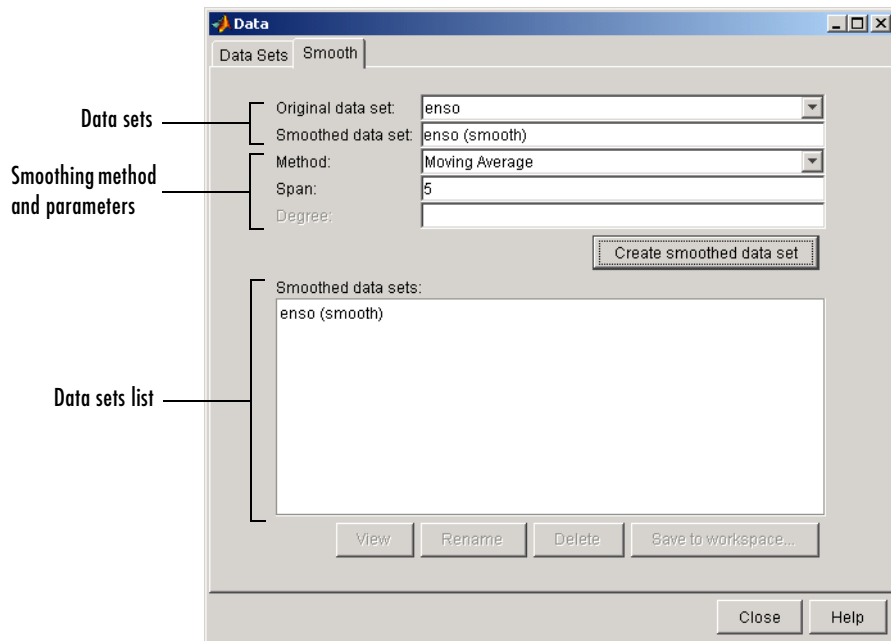 Data
Data Sets Smooth
Data sets
Original data set: enso
Smoothed data set: enso (smooth)
Smoothing method
and parameters
Method: Moving Average
Span: 5
Degree:
Create smoothed data set
Smoothed data sets:
enso (smooth)
Data sets list
View Rename Delete Save to workspace...
Close Help